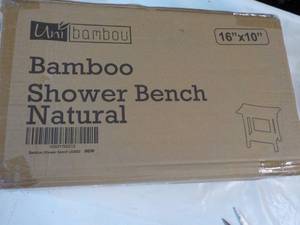 Uni bambou
16"x10"
Bamboo
Shower Bench
Natural